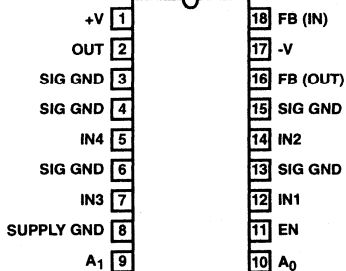 +V 1 18 FB (IN)
OUT 2 17 -V
SIG GND 3 16 FB (OUT)
SIG GND 4 15 SIG GND
IN4 5 14 IN2
SIG GND 6 13 SIG GND
IN3 7 12 IN1
SUPPLY GND 8 11 EN
A1 9 10 A0